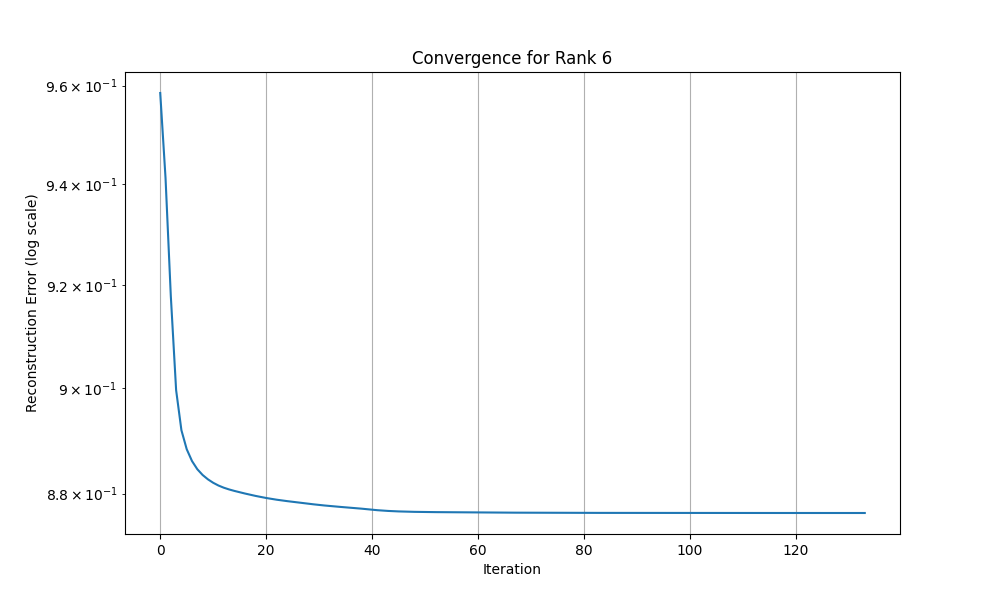 Convergence for Rank 6
Reconstruction Error (log scale)
9.6 × 10⁻¹
9.4 × 10⁻¹
9.2 × 10⁻¹
9 × 10⁻¹
8.8 × 10⁻¹
0 20 40 60 80 100 120
Iteration